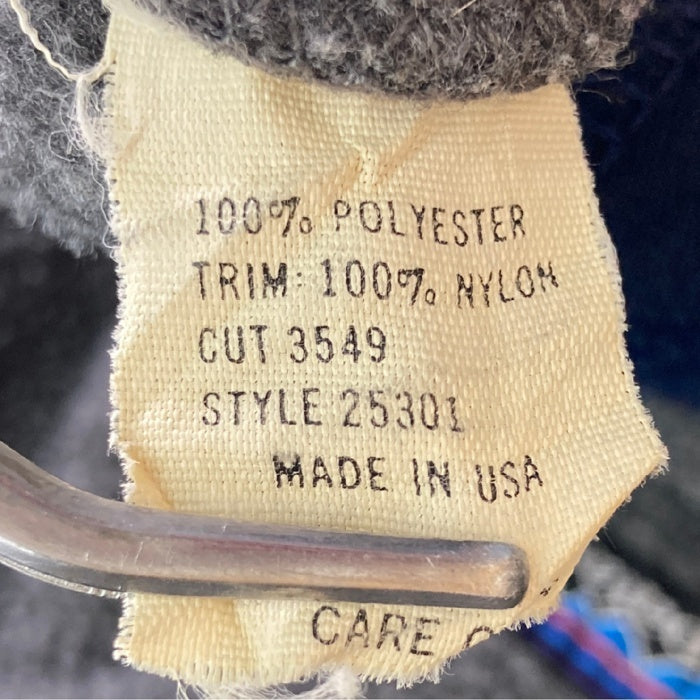 100% POLYESTER
TRIM: 100% NYLON
CUT 3549
STYLE 25301
MADE IN USA
CARE